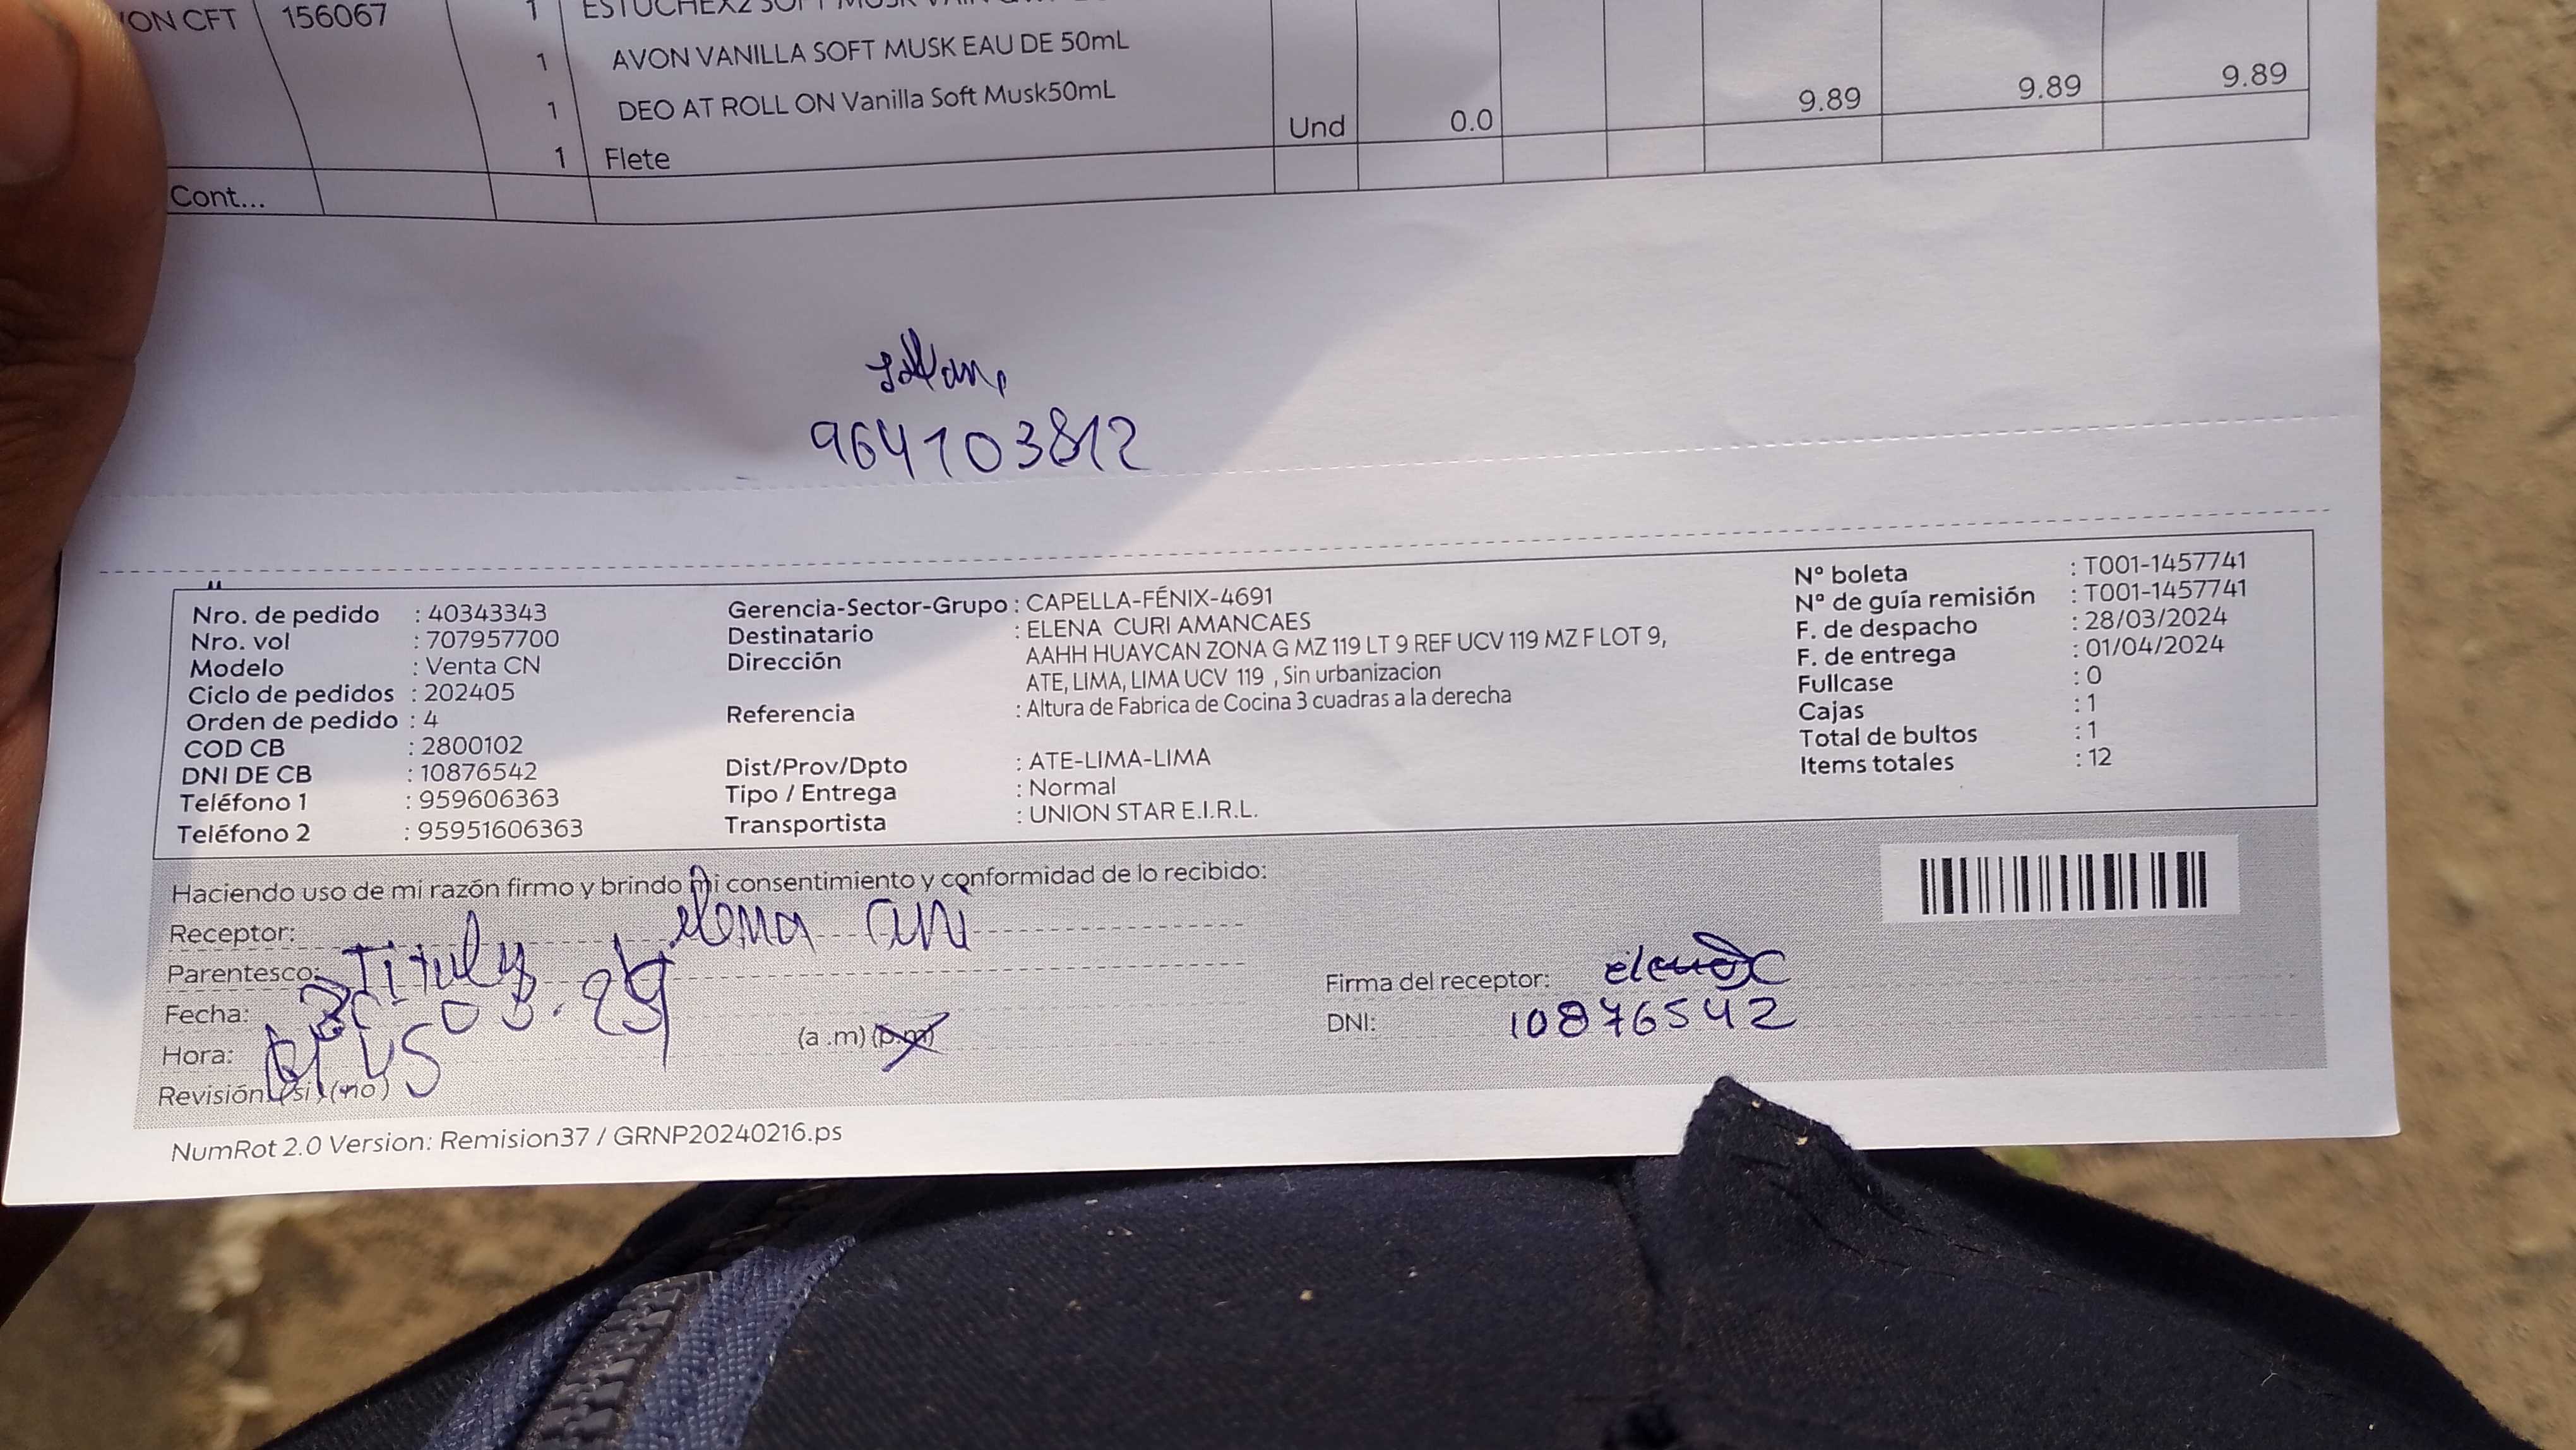 ON CFT 156067 1 ESTUCHEX2 SOFT MUSK
1 AVON VANILLA SOFT MUSK EAU DE 50mL
1 DEO AT ROLL ON Vanilla Soft Musk50mL
1 Flete Und 0.0 9.89 9.89 9.89
Cont...
964103812
Nro. de pedido : 40343343
Nro. vol : 707957700
Modelo : Venta CN
Ciclo de pedidos : 202405
Orden de pedido : 4
COD CB : 2800102
DNI DE CB : 10876542
Teléfono 1 : 959606363
Teléfono 2 : 95951606363
Gerencia-Sector-Grupo : CAPELLA-FÉNIX-4691
Destinatario : ELENA CURI AMANCAES
Dirección AAHH HUAYCAN ZONA G MZ 119 LT 9 REF UCV 119 MZ F LOT 9,
ATE, LIMA, LIMA UCV 119 , Sin urbanizacion
Referencia : Altura de Fabrica de Cocina 3 cuadras a la derecha
Dist/Prov/Dpto : ATE-LIMA-LIMA
Tipo / Entrega : Normal
Transportista : UNION STAR E.I.R.L.
N° boleta : T001-1457741
N° de guía remisión : T001-1457741
F. de despacho : 28/03/2024
F. de entrega : 01/04/2024
Fullcase : 0
Cajas : 1
Total de bultos : 1
Items totales : 12
Haciendo uso de mi razón firmo y brindo mi consentimiento y conformidad de lo recibido:
Receptor: elena
Parentesco:
Fecha:
Hora: (a .m) (p.m)
Revisión (si) (no)
Firma del receptor: elena
DNI: 10876542
NumRot 2.0 Version: Remision37 / GRNP20240216.ps